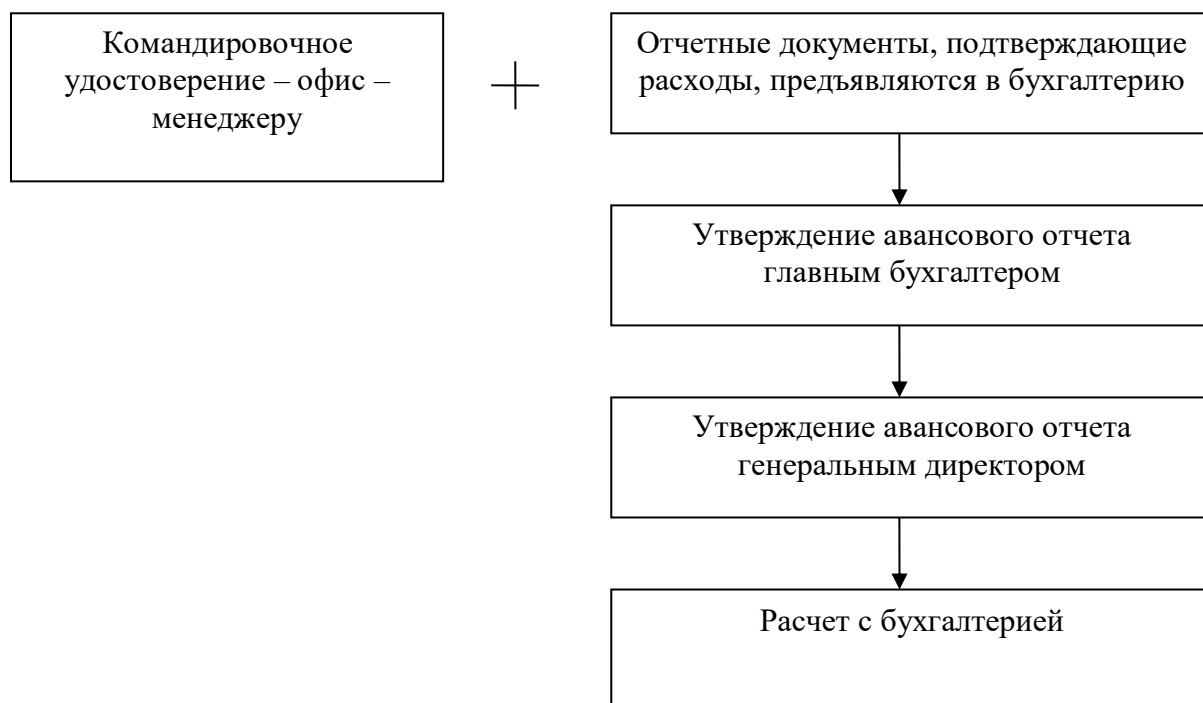 Командировочное
удостоверение – офис –
менеджеру
Отчетные документы, подтверждающие
расходы, предъявляются в бухгалтерию
Утверждение авансового отчета
главным бухгалтером
Утверждение авансового отчета
генеральным директором
Расчет с бухгалтерией